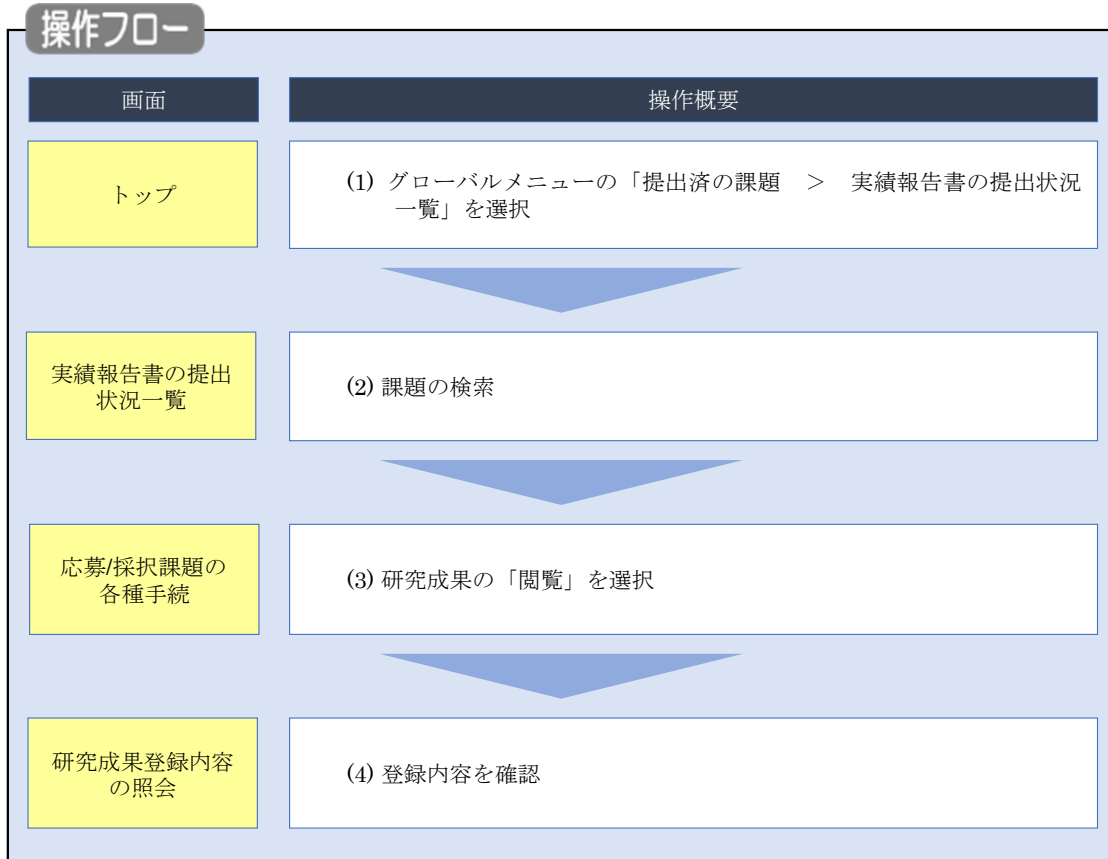 操作フロー
画面
操作概要
トップ
(1) グローバルメニューの「提出済の課題　＞　実績報告書の提出状況
一覧」を選択
実績報告書の提出
状況一覧
(2) 課題の検索
応募/採択課題の
各種手続
(3) 研究成果の「閲覧」を選択
研究成果登録内容
の照会
(4) 登録内容を確認